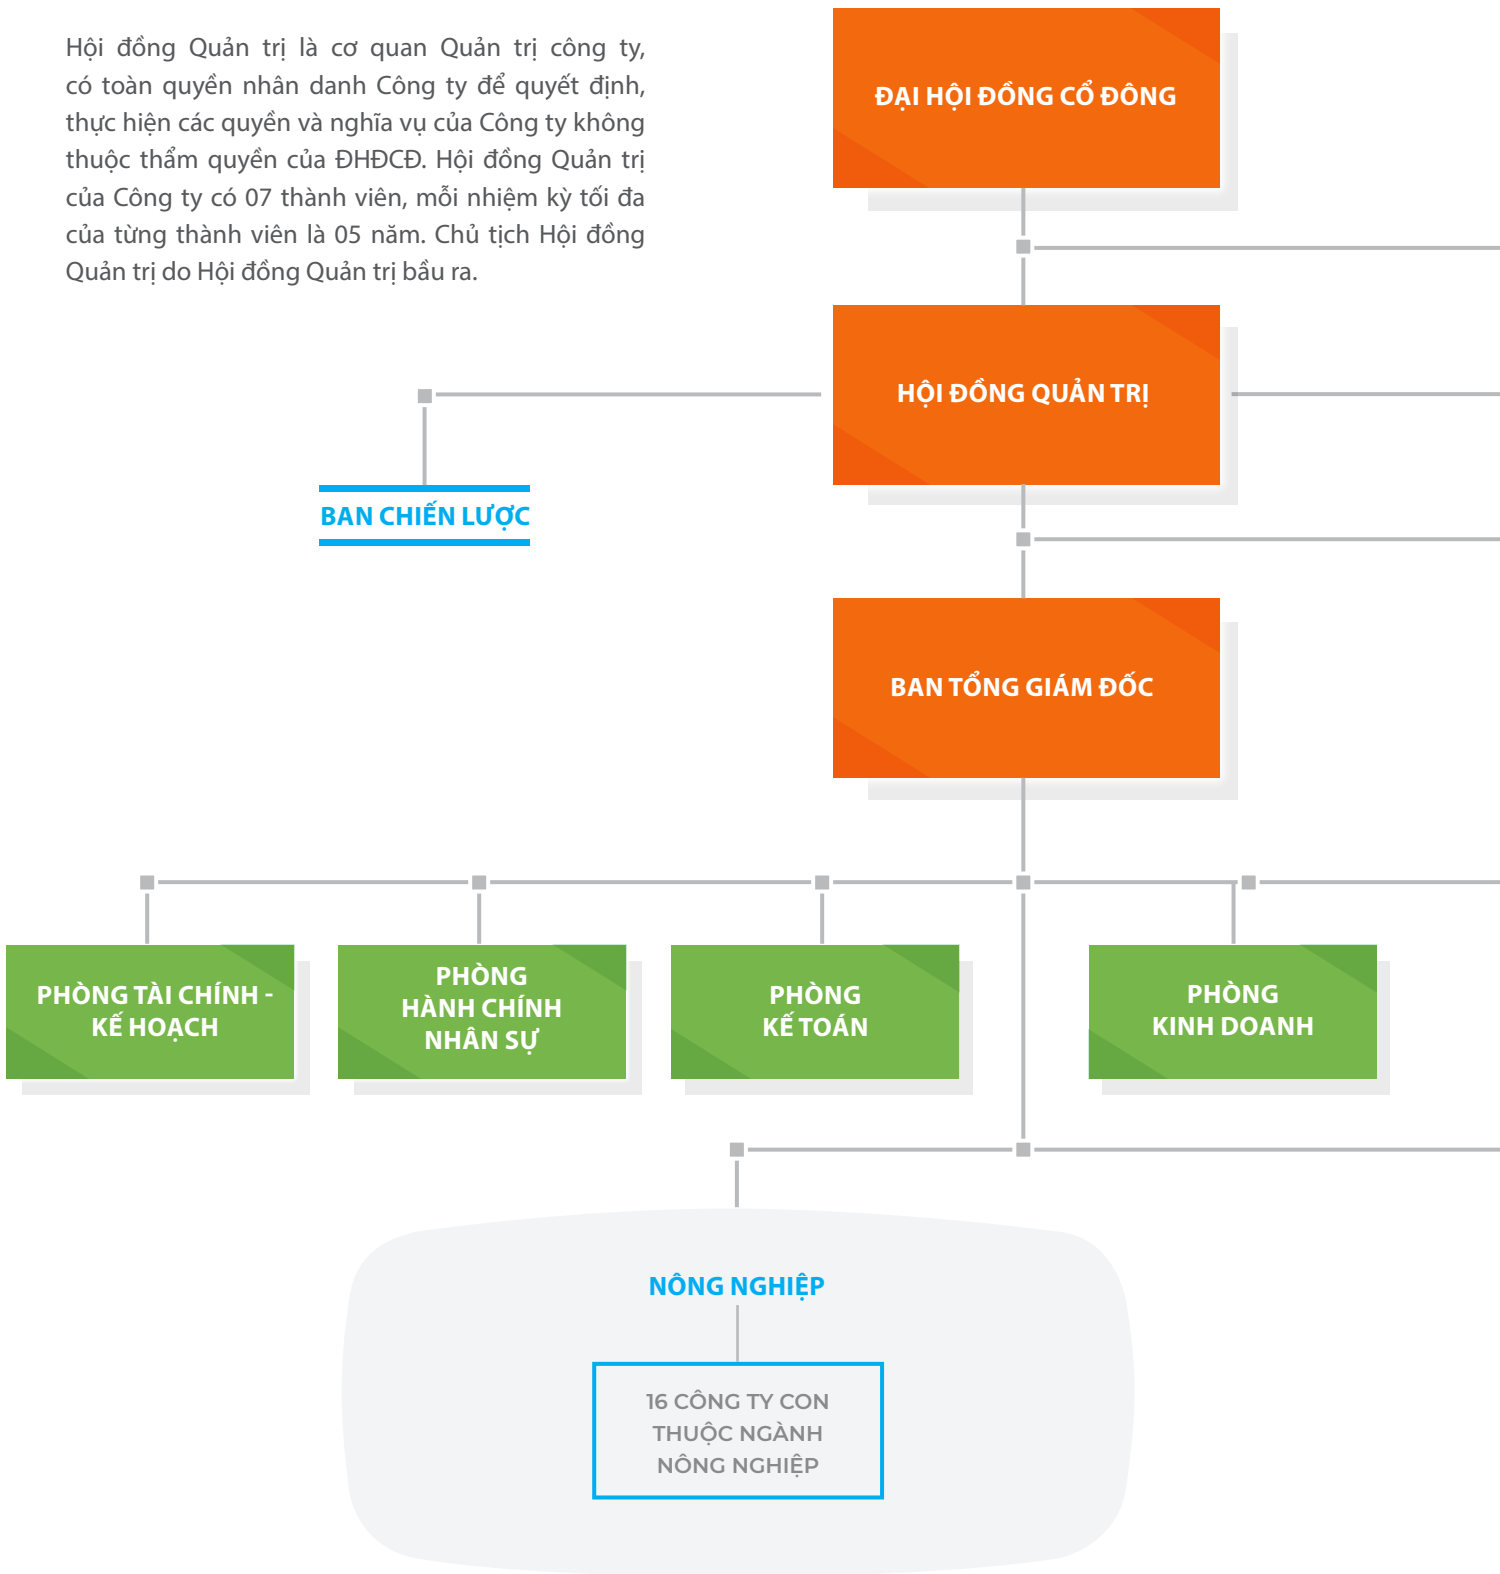 Hội đồng Quản trị là cơ quan Quản trị công ty,
có toàn quyền nhân danh Công ty để quyết định,
thực hiện các quyền và nghĩa vụ của Công ty không
thuộc thẩm quyền của ĐHĐCĐ. Hội đồng Quản trị
của Công ty có 07 thành viên, mỗi nhiệm kỳ tối đa
của từng thành viên là 05 năm. Chủ tịch Hội đồng
Quản trị do Hội đồng Quản trị bầu ra.
ĐẠI HỘI ĐỒNG CỔ ĐÔNG
HỘI ĐỒNG QUẢN TRỊ
BAN CHIẾN LƯỢC
BAN TỔNG GIÁM ĐỐC
PHÒNG TÀI CHÍNH -
KẾ HOẠCH
PHÒNG
HÀNH CHÍNH
NHÂN SỰ
PHÒNG
KẾ TOÁN
PHÒNG
KINH DOANH
NÔNG NGHIỆP
16 CÔNG TY CON
THUỘC NGÀNH
NÔNG NGHIỆP